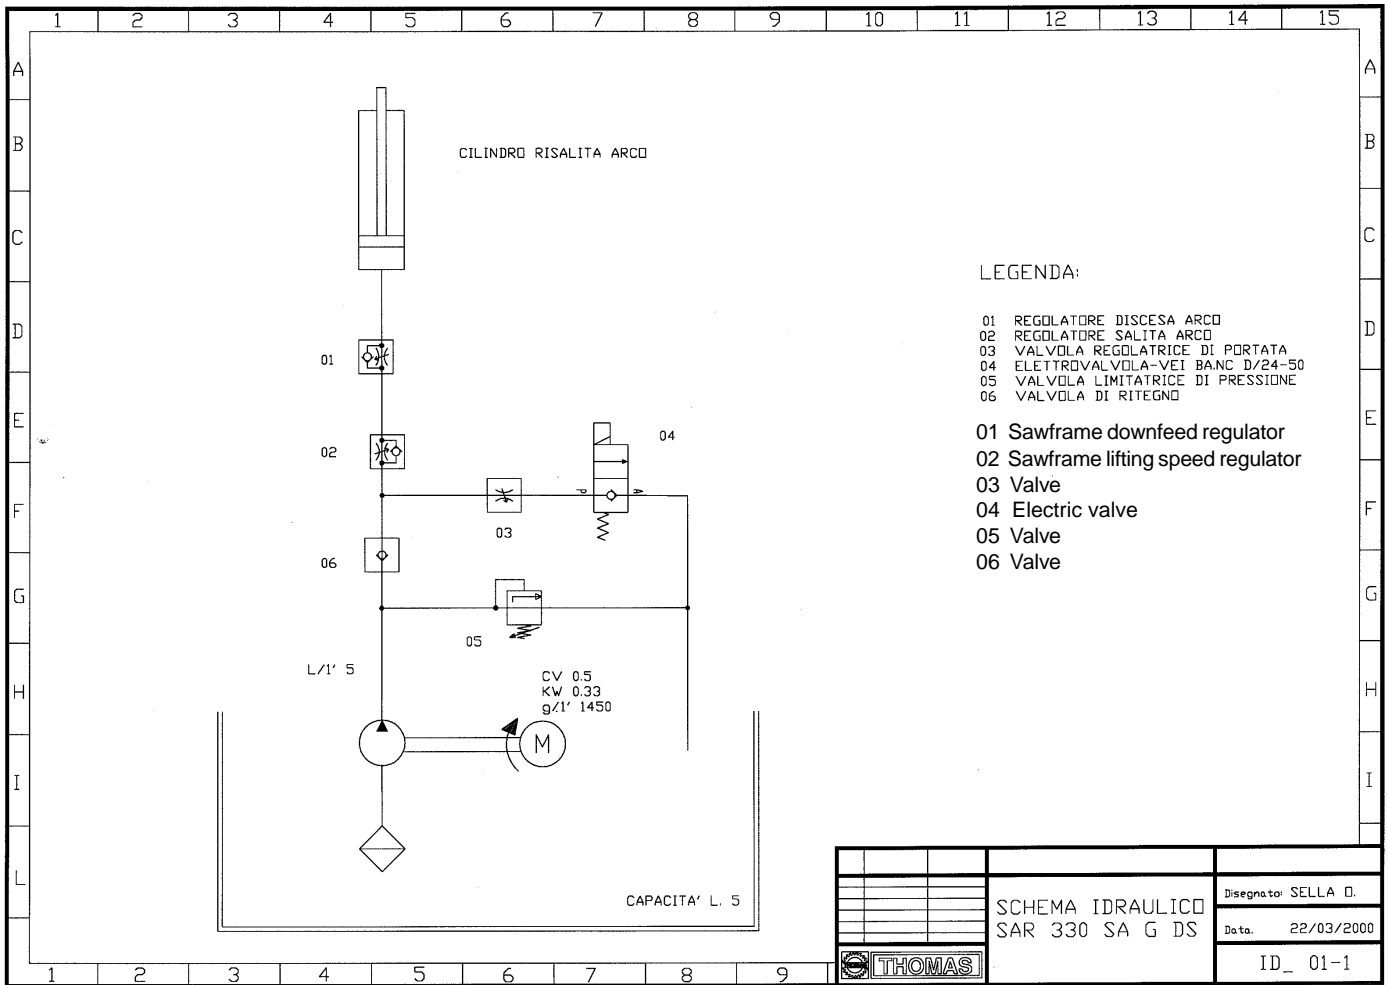 1 2 3 4 5 6 7 8 9 10 11 12 13 14 15
A A
B B
CILINDRO RISALITA ARCO
C C
LEGENDA:
D D
01 REGOLATORE DISCESA ARCO
02 REGOLATORE SALITA ARCO
03 VALVOLA REGOLATRICE DI PORTATA
04 ELETTROVALVOLA-VEI BA.NC D/24-50
05 VALVOLA LIMITATRICE DI PRESSIONE
06 VALVOLA DI RITEGNO
01
E E
04
02
01 Sawframe downfeed regulator
02 Sawframe lifting speed regulator
03 Valve
04 Electric valve
05 Valve
06 Valve
P A
F F
03
06
G G
05
L/1' 5
H H
CV 0.5
KW 0.33
g/1' 1450
M
I I
L
CAPACITA' L. 5
SCHEMA IDRAULICO
SAR 330 SA G DS
Disegnato: SELLA O.
Data. 22/03/2000
ID_ 01-1
THOMAS
1 2 3 4 5 6 7 8 9